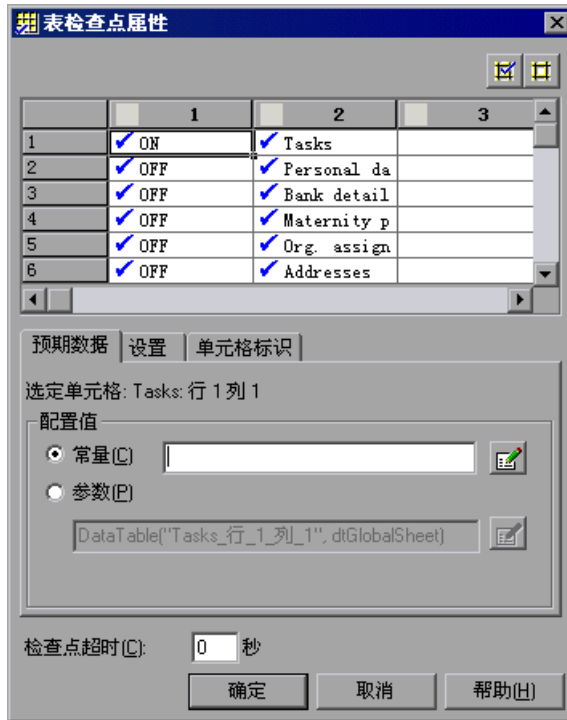 表检查点属性
1 2 3
1 ON Tasks
2 OFF Personal da
3 OFF Bank detail
4 OFF Maternity p
5 OFF Org. assign
6 OFF Addresses
预期数据 设置 单元格标识
选定单元格: Tasks: 行 1 列 1
配置值
常量(C)
参数(P)
DataTable("Tasks_行_1_列_1", dtGlobalSheet)
检查点超时(C): 0 秒
确定 取消 帮助(H)